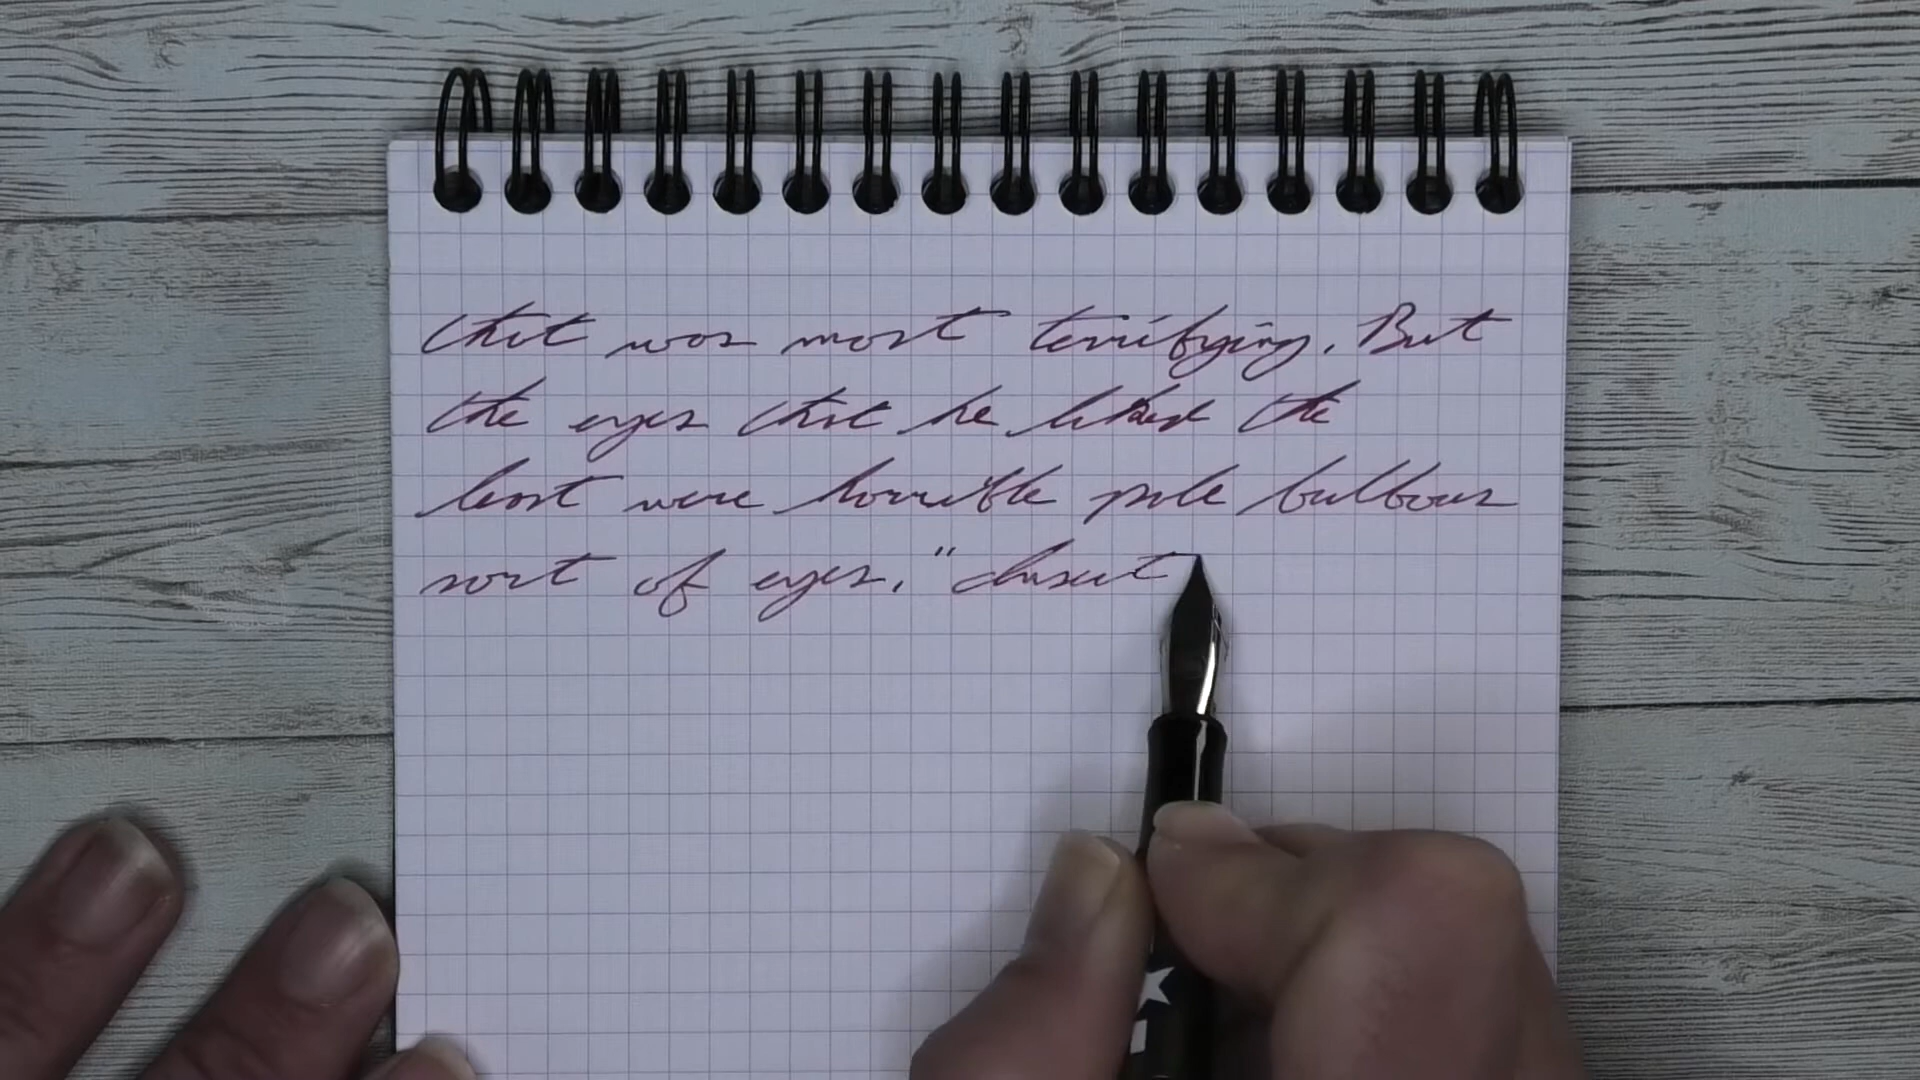 that was most terrifying. But
the eyes that he liked the
least were horrible pale bulbous
sort of eyes."